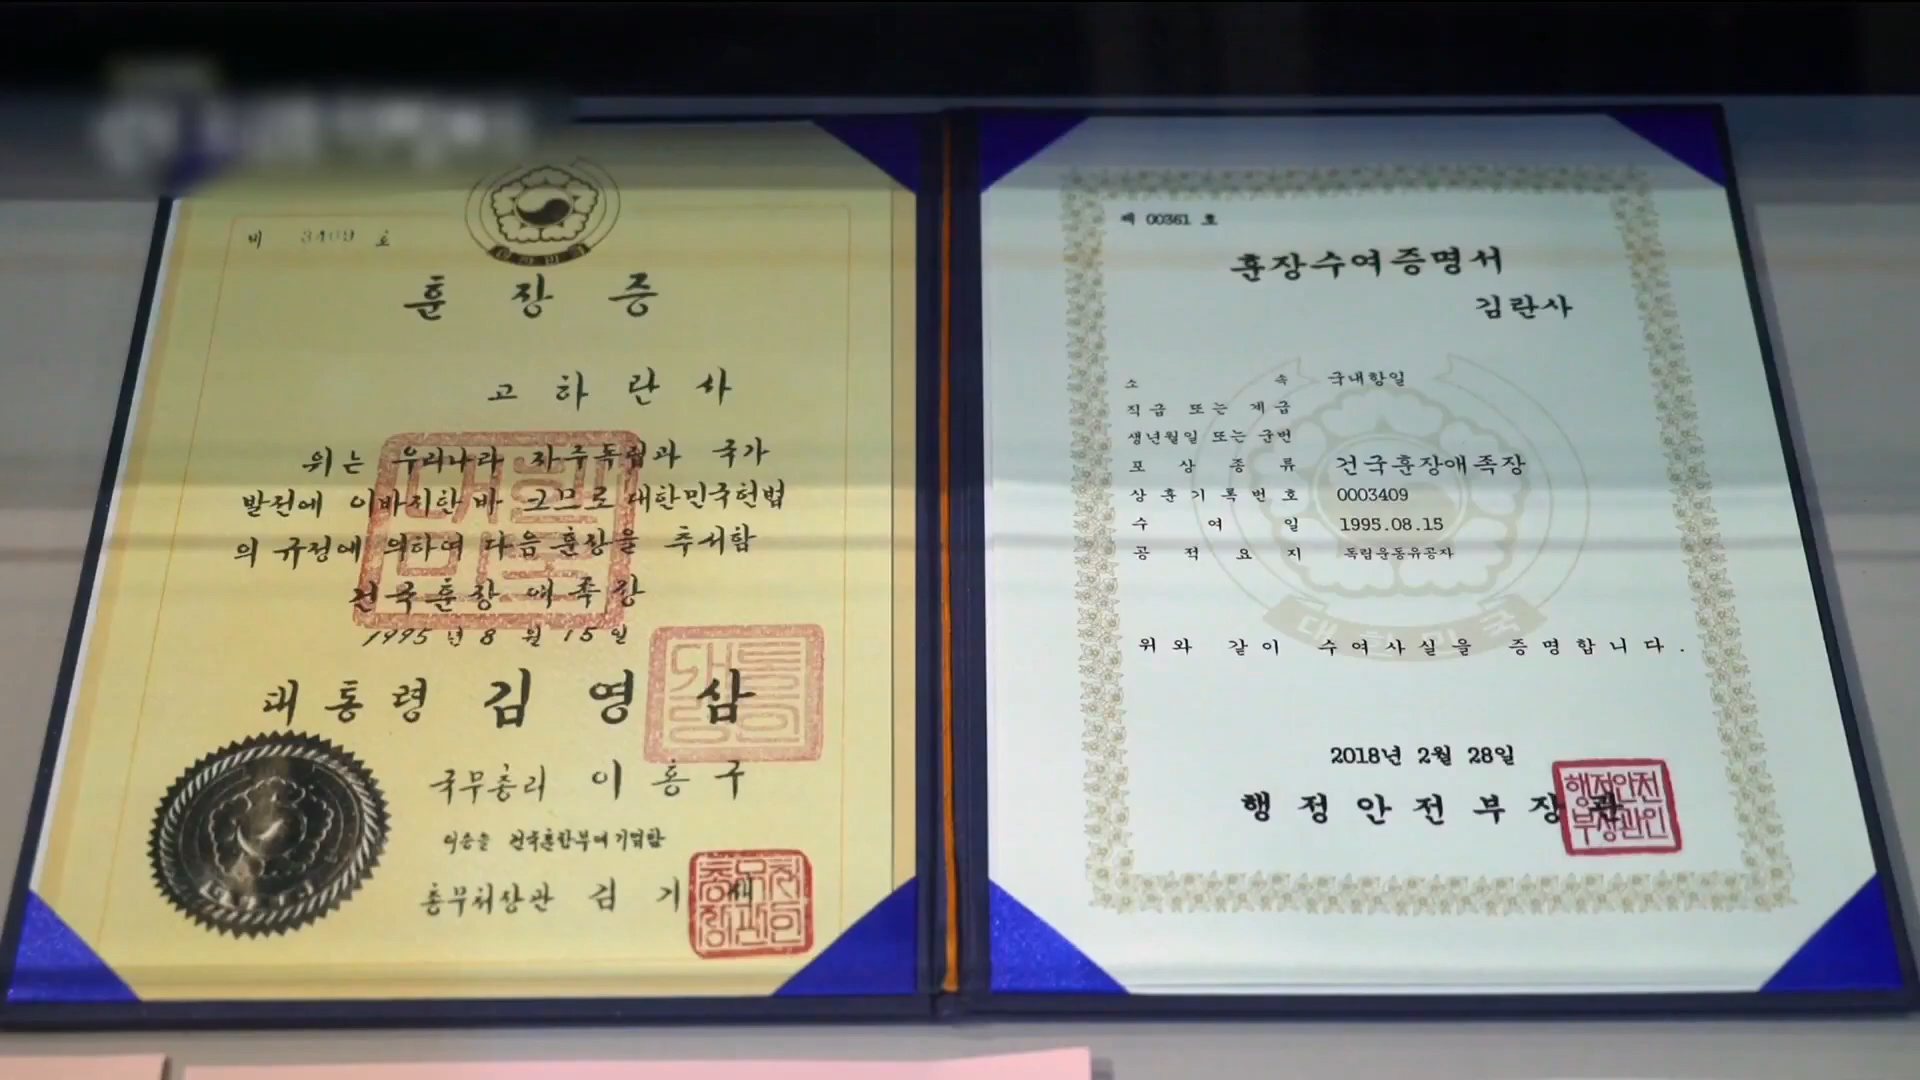 제 3409 호
대한민국
훈장증
고 하란사
위는 우리나라 자주독립과 국가
발전에 이바지한 바 크므로 대한민국헌법
의 규정에 의하여 다음 훈장을 추서함
건국훈장 애족장
1995년 8월 15일
대통령 김영삼
국무총리 이홍구
이증을 건국훈장부에 기입함
총무처장관 김기
제 00361 호
훈장수여증명서
김란사
소 속 국내항일
직급 또는 계급
생년월일 또는 군번
포 상 종 류 건국훈장애족장
상 훈 기 록 번 호 0003409
수 여 일 1995.08.15
공 적 요 지 독립운동유공자
대한민국
위와 같이 수여사실을 증명합니다.
2018년 2월 28일
행정안전부장관
행정안전
부장관인